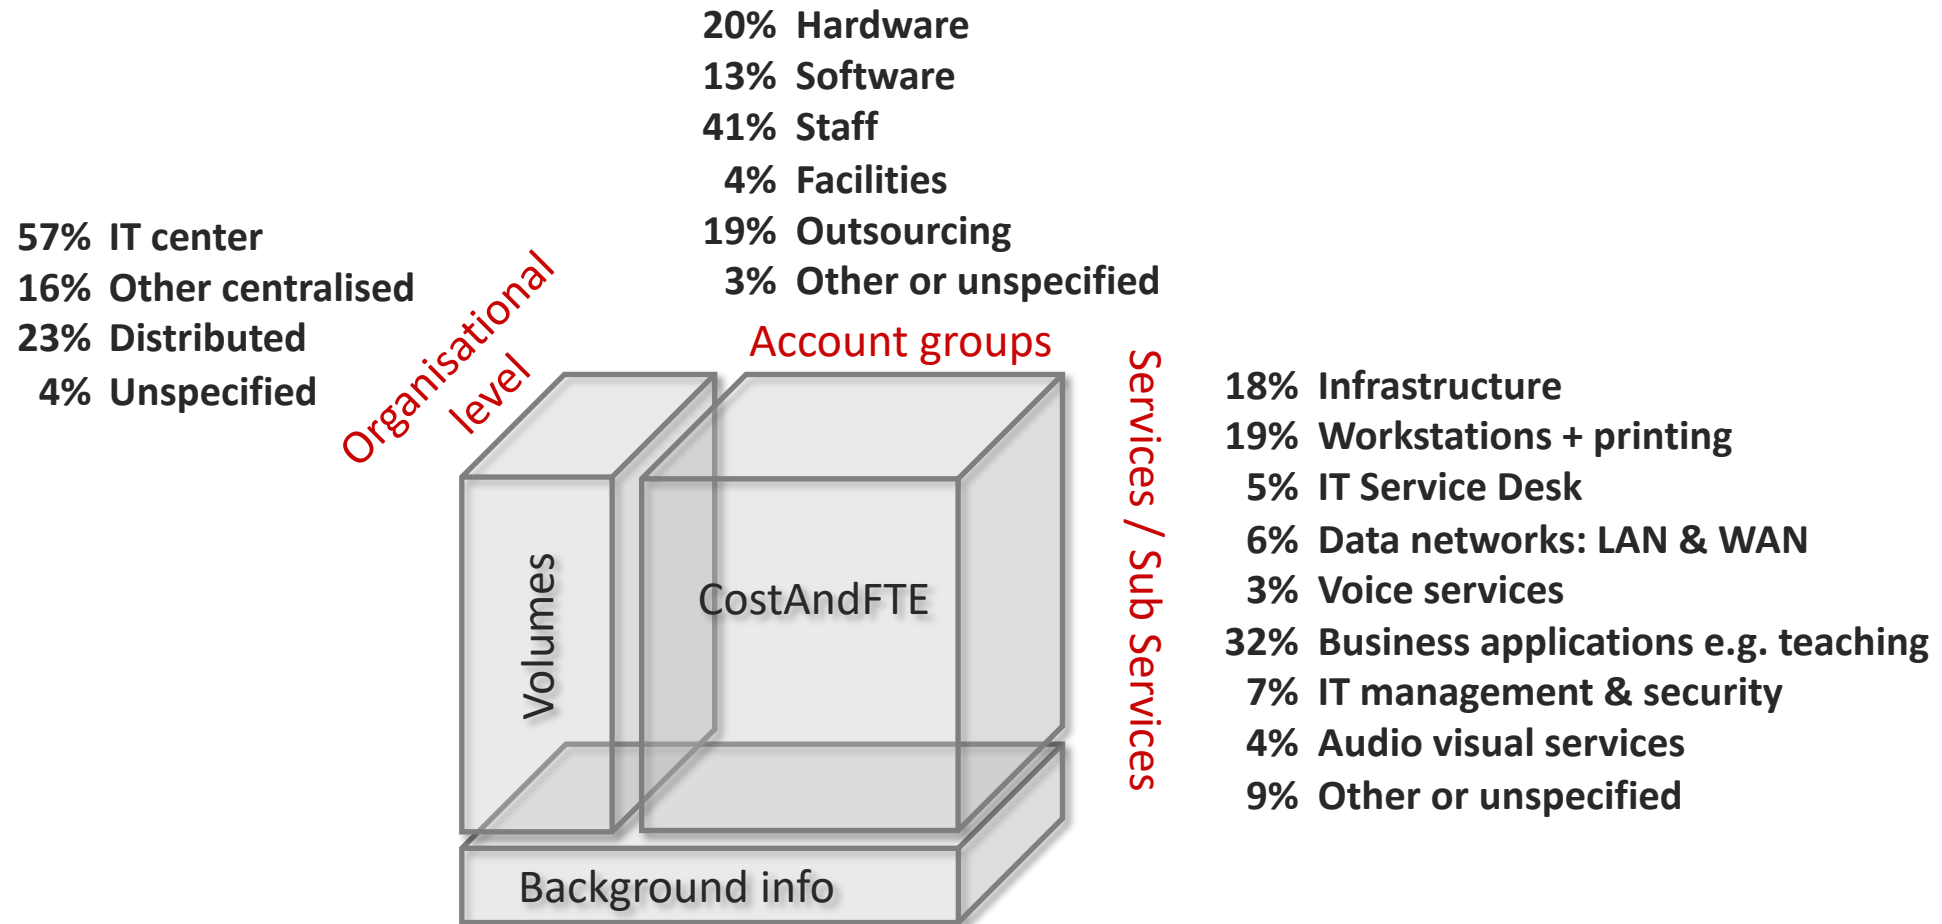 20% Hardware
13% Software
41% Staff
4% Facilities
19% Outsourcing
3% Other or unspecified
57% IT center
16% Other centralised
23% Distributed
4% Unspecified
Organisational
level
Account groups
Services / Sub Services
18% Infrastructure
19% Workstations + printing
5% IT Service Desk
6% Data networks: LAN & WAN
3% Voice services
32% Business applications e.g. teaching
7% IT management & security
4% Audio visual services
9% Other or unspecified
Volumes
CostAndFTE
Background info